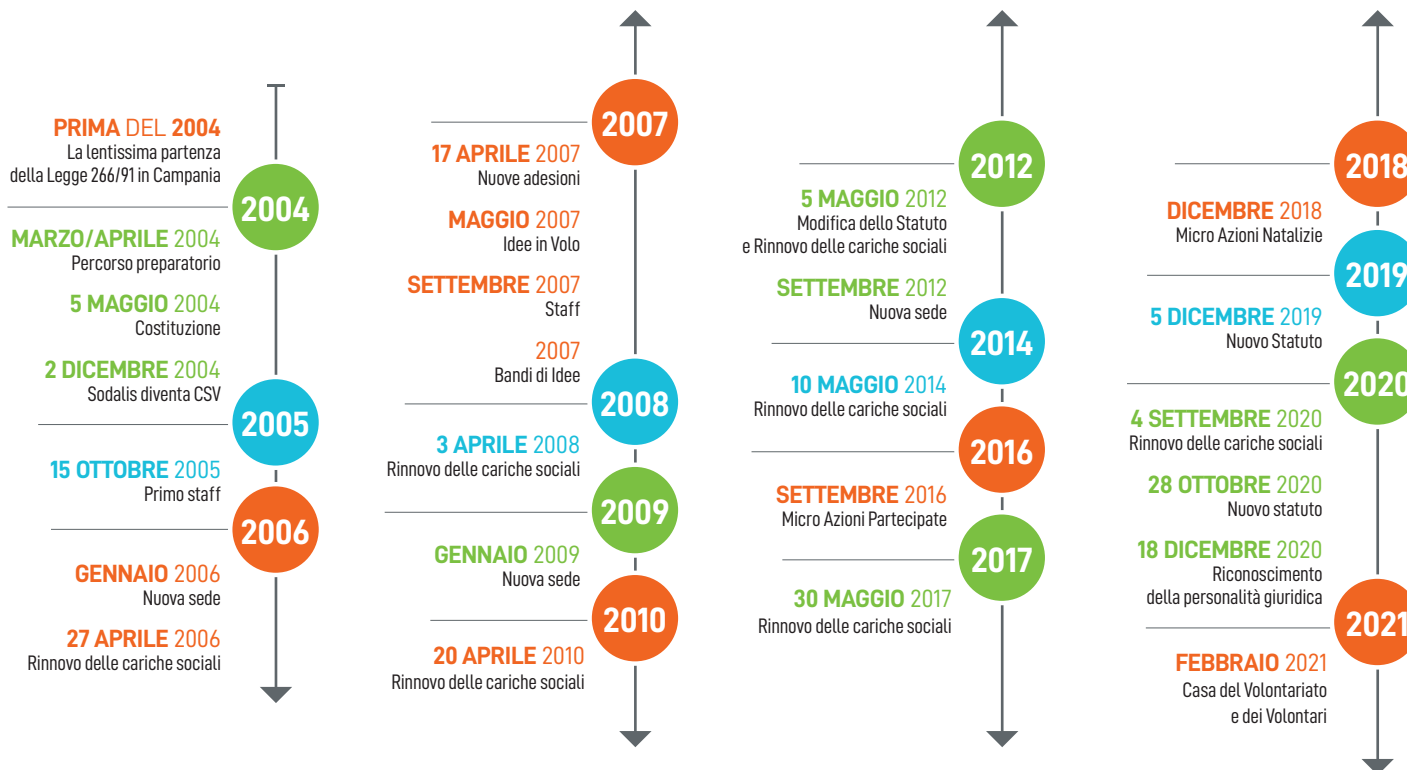 PRIMA DEL 2004
La lentissima partenza
della Legge 266/91 in Campania
2004
MARZO/APRILE 2004
Percorso preparatorio
5 MAGGIO 2004
Costituzione
2 DICEMBRE 2004
Sodalis diventa CSV
2005
15 OTTOBRE 2005
Primo staff
2006
GENNAIO 2006
Nuova sede
27 APRILE 2006
Rinnovo delle cariche sociali
2007
17 APRILE 2007
Nuove adesioni
MAGGIO 2007
Idee in Volo
SETTEMBRE 2007
Staff
2007
Bandi di Idee
2008
3 APRILE 2008
Rinnovo delle cariche sociali
2009
GENNAIO 2009
Nuova sede
2010
20 APRILE 2010
Rinnovo delle cariche sociali
2012
5 MAGGIO 2012
Modifica dello Statuto
e Rinnovo delle cariche sociali
SETTEMBRE 2012
Nuova sede
2014
10 MAGGIO 2014
Rinnovo delle cariche sociali
2016
SETTEMBRE 2016
Micro Azioni Partecipate
2017
30 MAGGIO 2017
Rinnovo delle cariche sociali
2018
DICEMBRE 2018
Micro Azioni Natalizie
2019
5 DICEMBRE 2019
Nuovo Statuto
2020
4 SETTEMBRE 2020
Rinnovo delle cariche sociali
28 OTTOBRE 2020
Nuovo statuto
18 DICEMBRE 2020
Riconoscimento
della personalità giuridica
2021
FEBBRAIO 2021
Casa del Volontariato
e dei Volontari